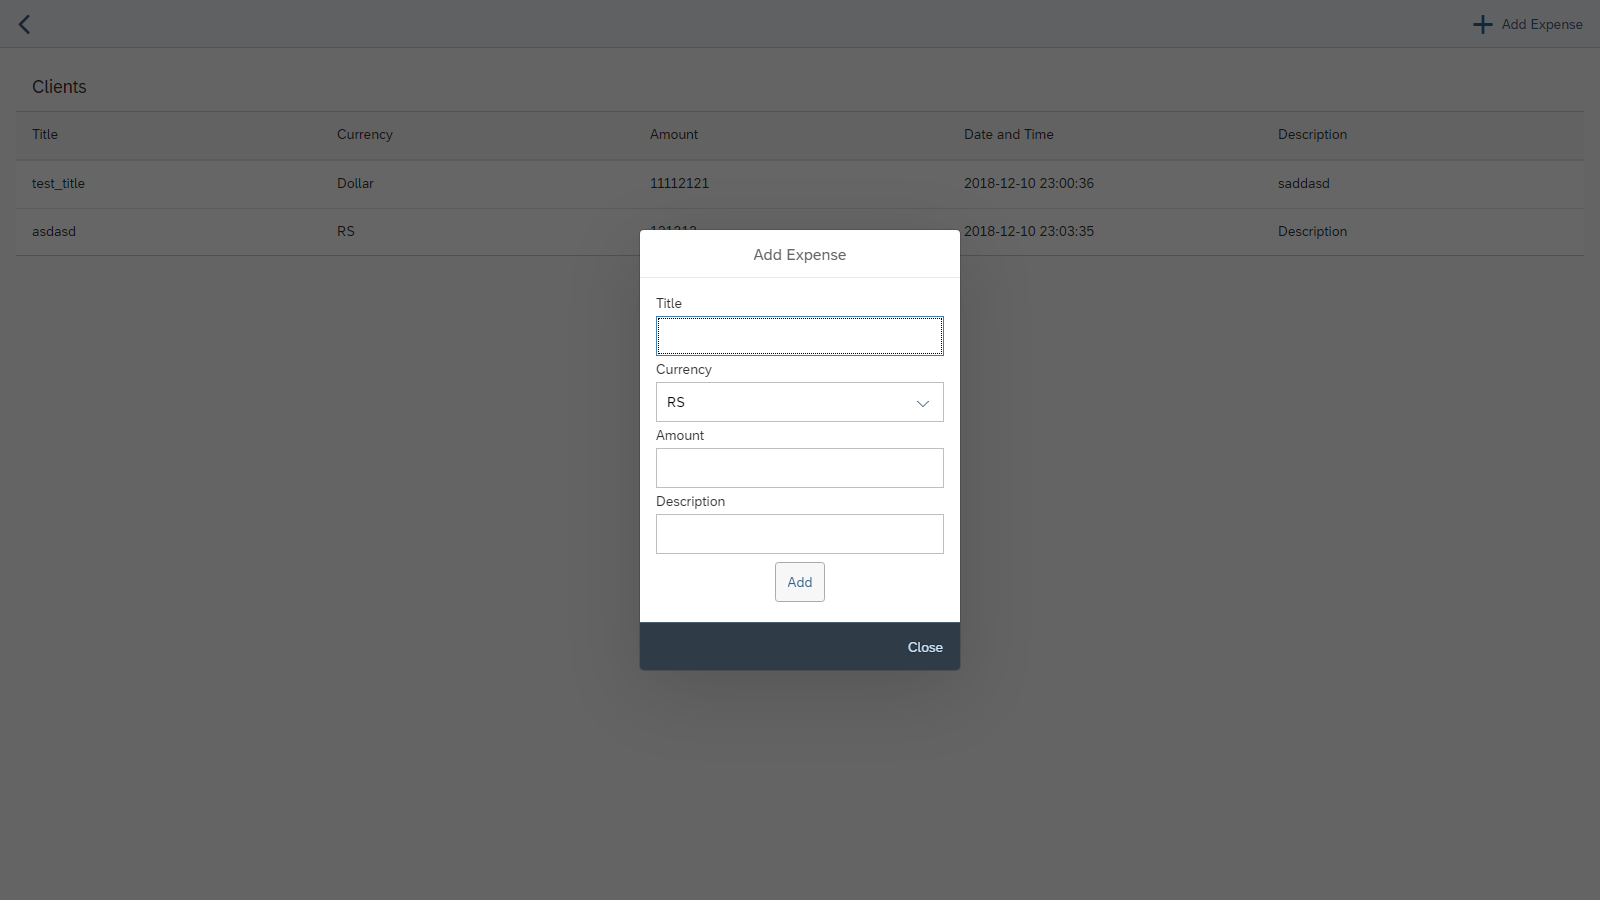 Add Expense
Clients
Title Currency Amount Date and Time Description
test_title Dollar 11112121 2018-12-10 23:00:36 saddasd
asdasd RS 2018-12-10 23:03:35 Description
Add Expense
Title
Currency
RS
Amount
Description
Add
Close